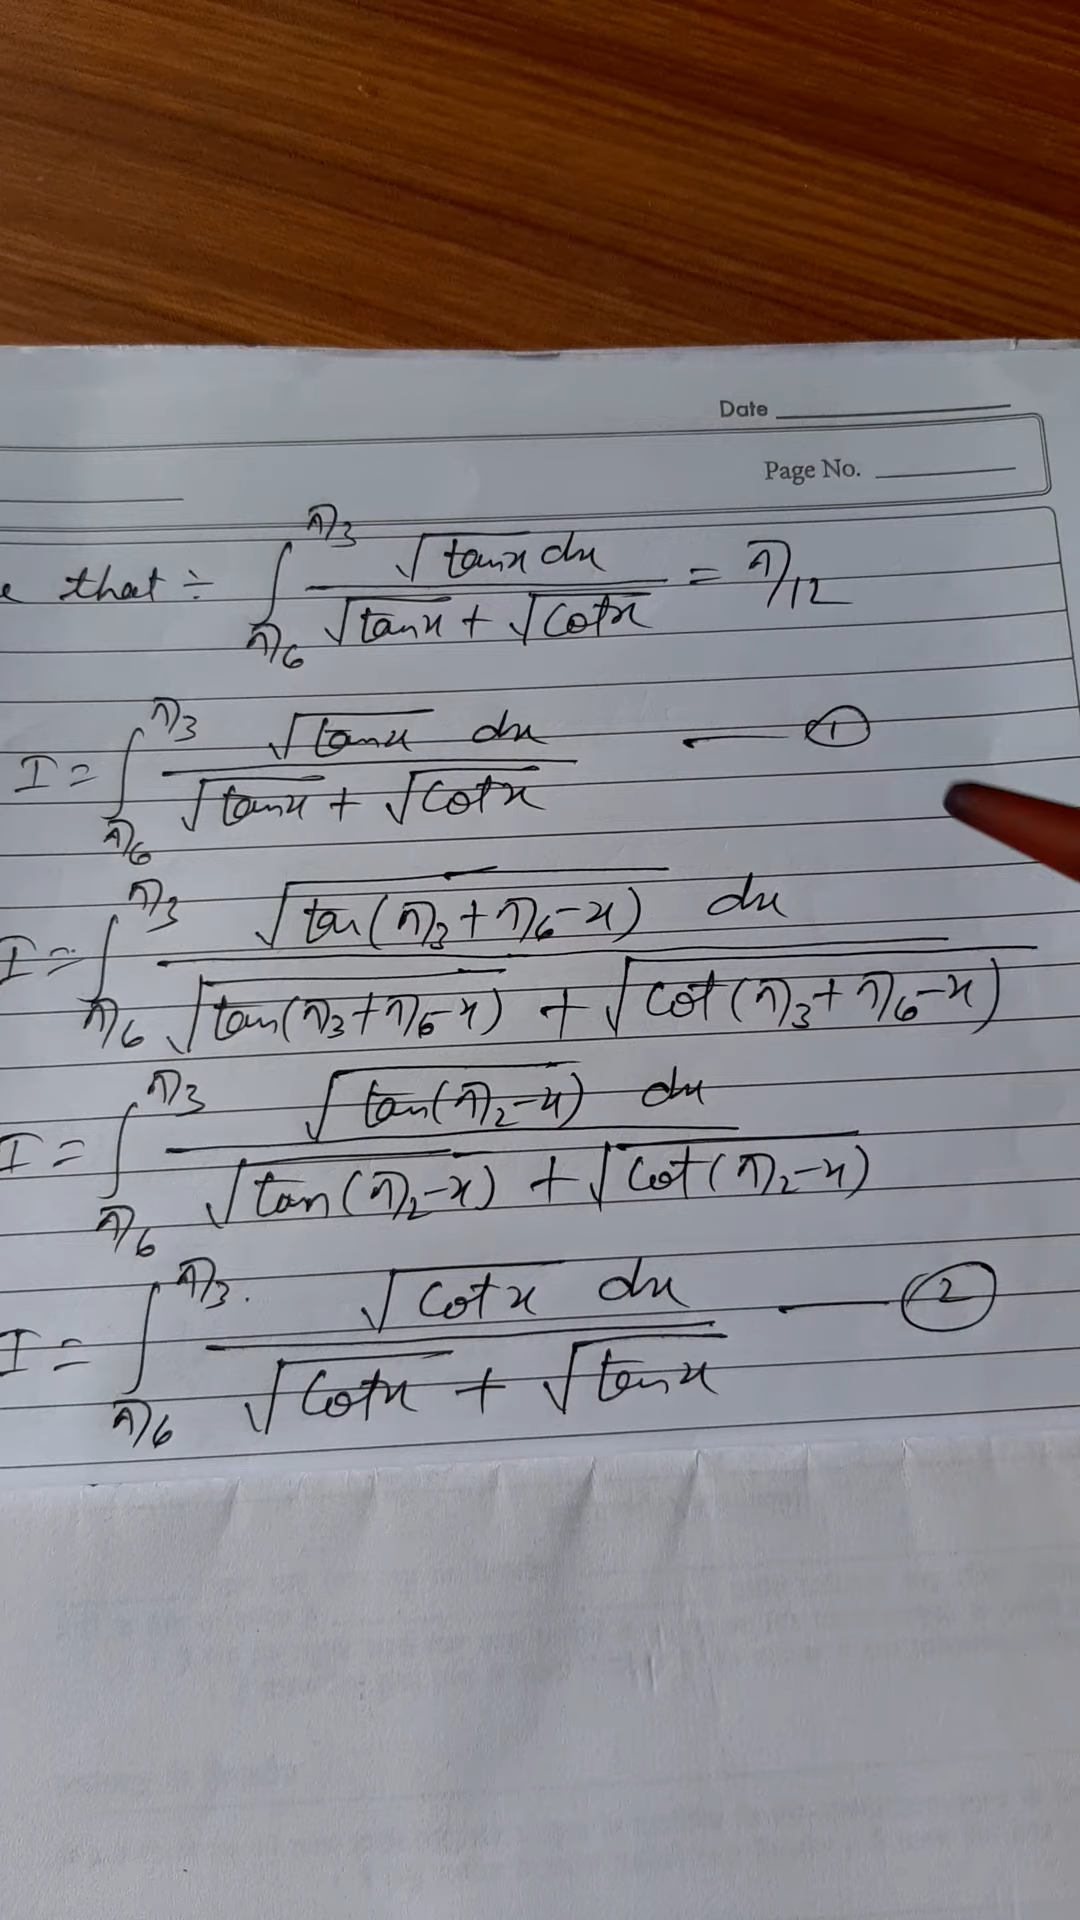 Date
Page No.
e that ÷ ∫_{π/6}^{π/3} √tanx dx / (√tanx + √cotx) = π/12
I = ∫_{π/6}^{π/3} √tanx dx / (√tanx + √cotx) — ①
I = ∫_{π/6}^{π/3} √tan(π/3+π/6-x) dx / (√tan(π/3+π/6-x) + √cot(π/3+π/6-x))
I = ∫_{π/6}^{π/3} √tan(π/2-x) dx / (√tan(π/2-x) + √cot(π/2-x))
I = ∫_{π/6}^{π/3} √cotx dx / (√cotx + √tanx) — ②